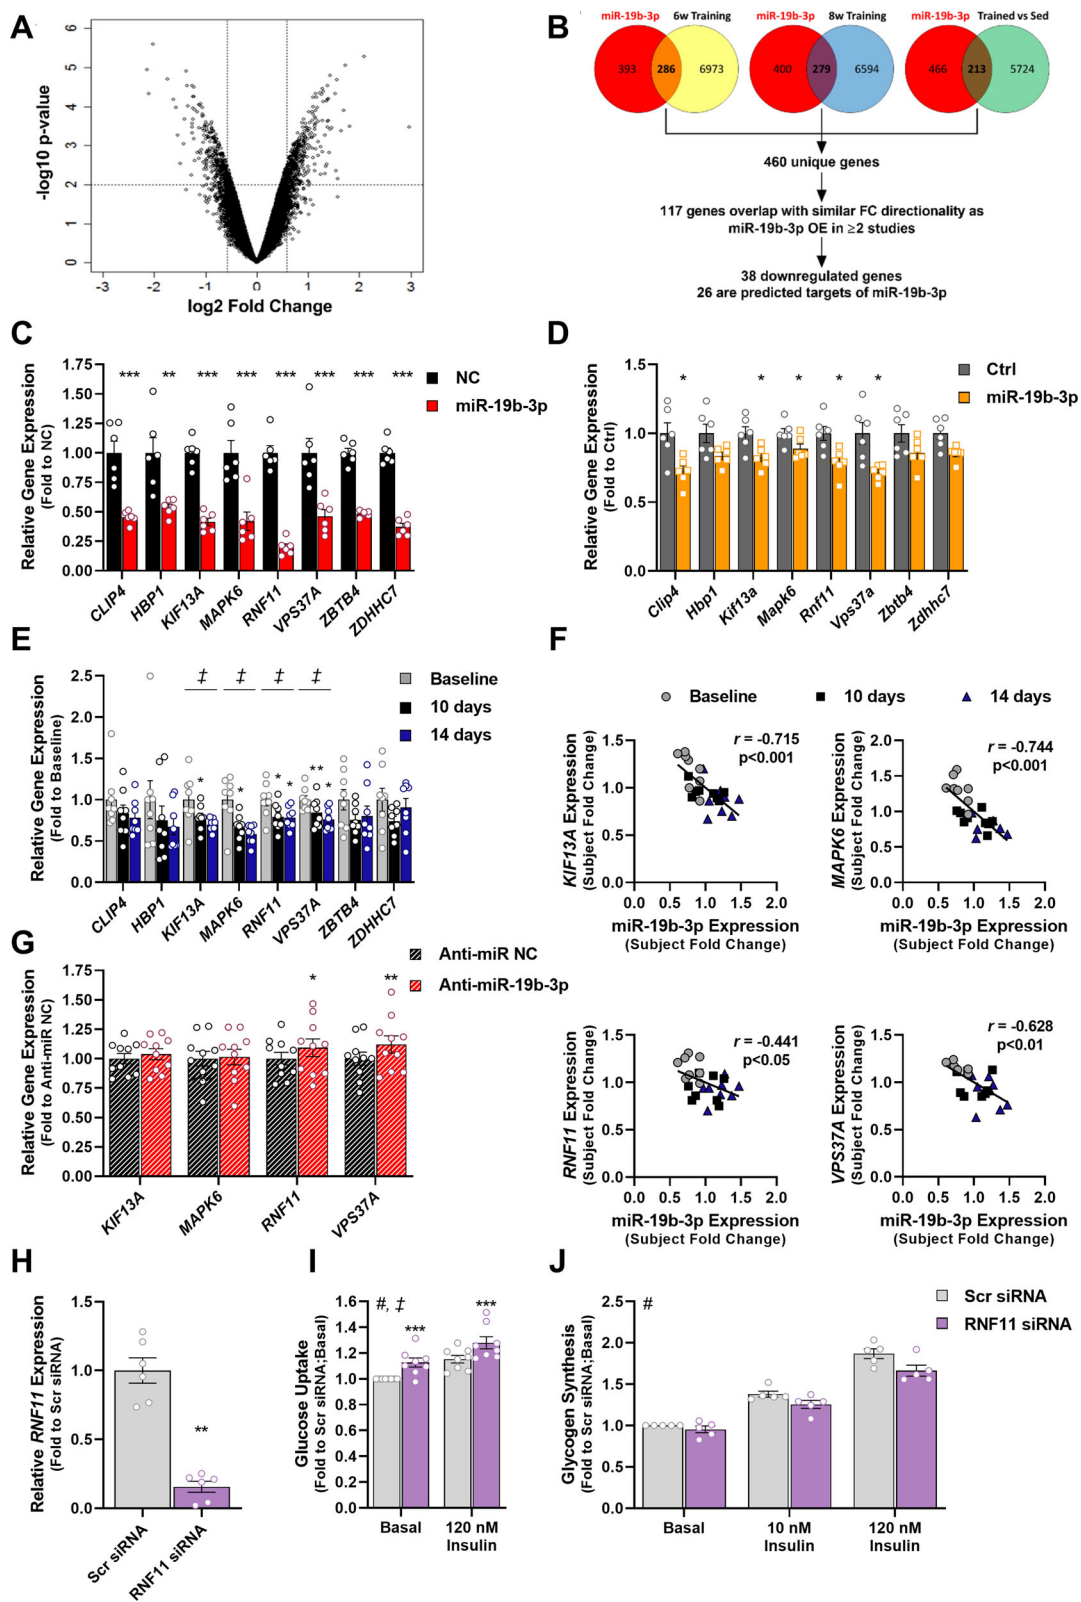 A
6
5
4
3
2
1
0
-log10 p-value
-3 -2 -1 0 1 2 3
log2 Fold Change
B
miR-19b-3p 6w Training
393 286 6973
miR-19b-3p 8w Training
400 279 6594
miR-19b-3p Trained vs Sed
466 213 5724
460 unique genes
117 genes overlap with similar FC directionality as
miR-19b-3p OE in ≥2 studies
38 downregulated genes
26 are predicted targets of miR-19b-3p
C
Relative Gene Expression
(Fold to NC)
1.75
1.50
1.25
1.00
0.75
0.50
0.25
0.00
*** ** *** *** *** *** *** ***
NC
miR-19b-3p
CLIP4 HBP1 KIF13A MAPK6 RNF11 VPS37A ZBTB4 ZDHHC7
D
Relative Gene Expression
(Fold to Ctrl)
1.5
1.0
0.5
0.0
* * * * *
Ctrl
miR-19b-3p
Clip4 Hbp1 Kif13a Mapk6 Rnf11 Vps37a Zbtb4 Zdhhc7
E
Relative Gene Expression
(Fold to Baseline)
2.5
2.0
1.5
1.0
0.5
0.0
‡ ‡ ‡ ‡
* * * * ** *
Baseline
10 days
14 days
CLIP4 HBP1 KIF13A MAPK6 RNF11 VPS37A ZBTB4 ZDHHC7
F
Baseline 10 days 14 days
KIF13A Expression
(Subject Fold Change)
1.5
1.0
0.5
0.0
r = -0.715
p<0.001
0.0 0.5 1.0 1.5 2.0
miR-19b-3p Expression
(Subject Fold Change)
MAPK6 Expression
(Subject Fold Change)
2.0
1.5
1.0
0.5
0.0
r = -0.744
p<0.001
0.0 0.5 1.0 1.5 2.0
miR-19b-3p Expression
(Subject Fold Change)
RNF11 Expression
(Subject Fold Change)
1.5
1.0
0.5
0.0
r = -0.441
p<0.05
0.0 0.5 1.0 1.5 2.0
miR-19b-3p Expression
(Subject Fold Change)
VPS37A Expression
(Subject Fold Change)
1.5
1.0
0.5
0.0
r = -0.628
p<0.01
0.0 0.5 1.0 1.5 2.0
miR-19b-3p Expression
(Subject Fold Change)
G
Relative Gene Expression
(Fold to Anti-miR NC)
1.75
1.50
1.25
1.00
0.75
0.50
0.25
0.00
* **
Anti-miR NC
Anti-miR-19b-3p
KIF13A MAPK6 RNF11 VPS37A
H
Relative RNF11 Expression
(Fold to Scr siRNA)
1.5
1.0
0.5
0.0
**
Scr siRNA RNF11 siRNA
I
Glucose Uptake
(Fold to Scr siRNA;Basal)
1.6
1.4
1.2
1.0
0.8
0.6
0.4
0.2
0.0
#, ‡
*** ***
Basal 120 nM
Insulin
J
Glycogen Synthesis
(Fold to Scr siRNA;Basal)
2.5
2.0
1.5
1.0
0.5
0.0
#
Scr siRNA
RNF11 siRNA
Basal 10 nM 120 nM
Insulin Insulin